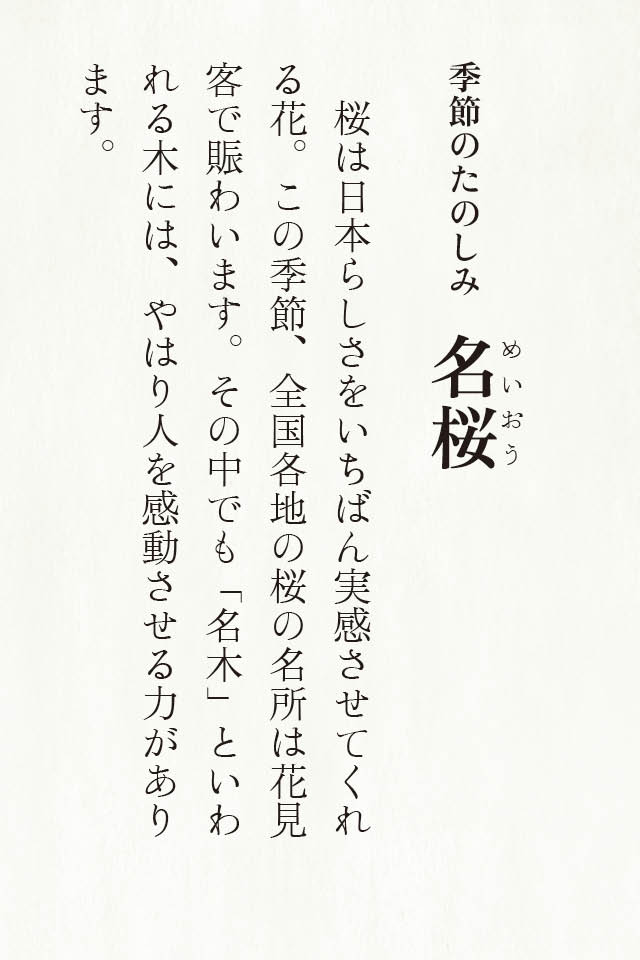 季節のたのしみ 名桜
めいおう
桜は日本らしさをいちばん実感させてくれ
る花。この季節、全国各地の桜の名所は花見
客で賑わいます。その中でも「名木」といわ
れる木には、やはり人を感動させる力があり
ます。